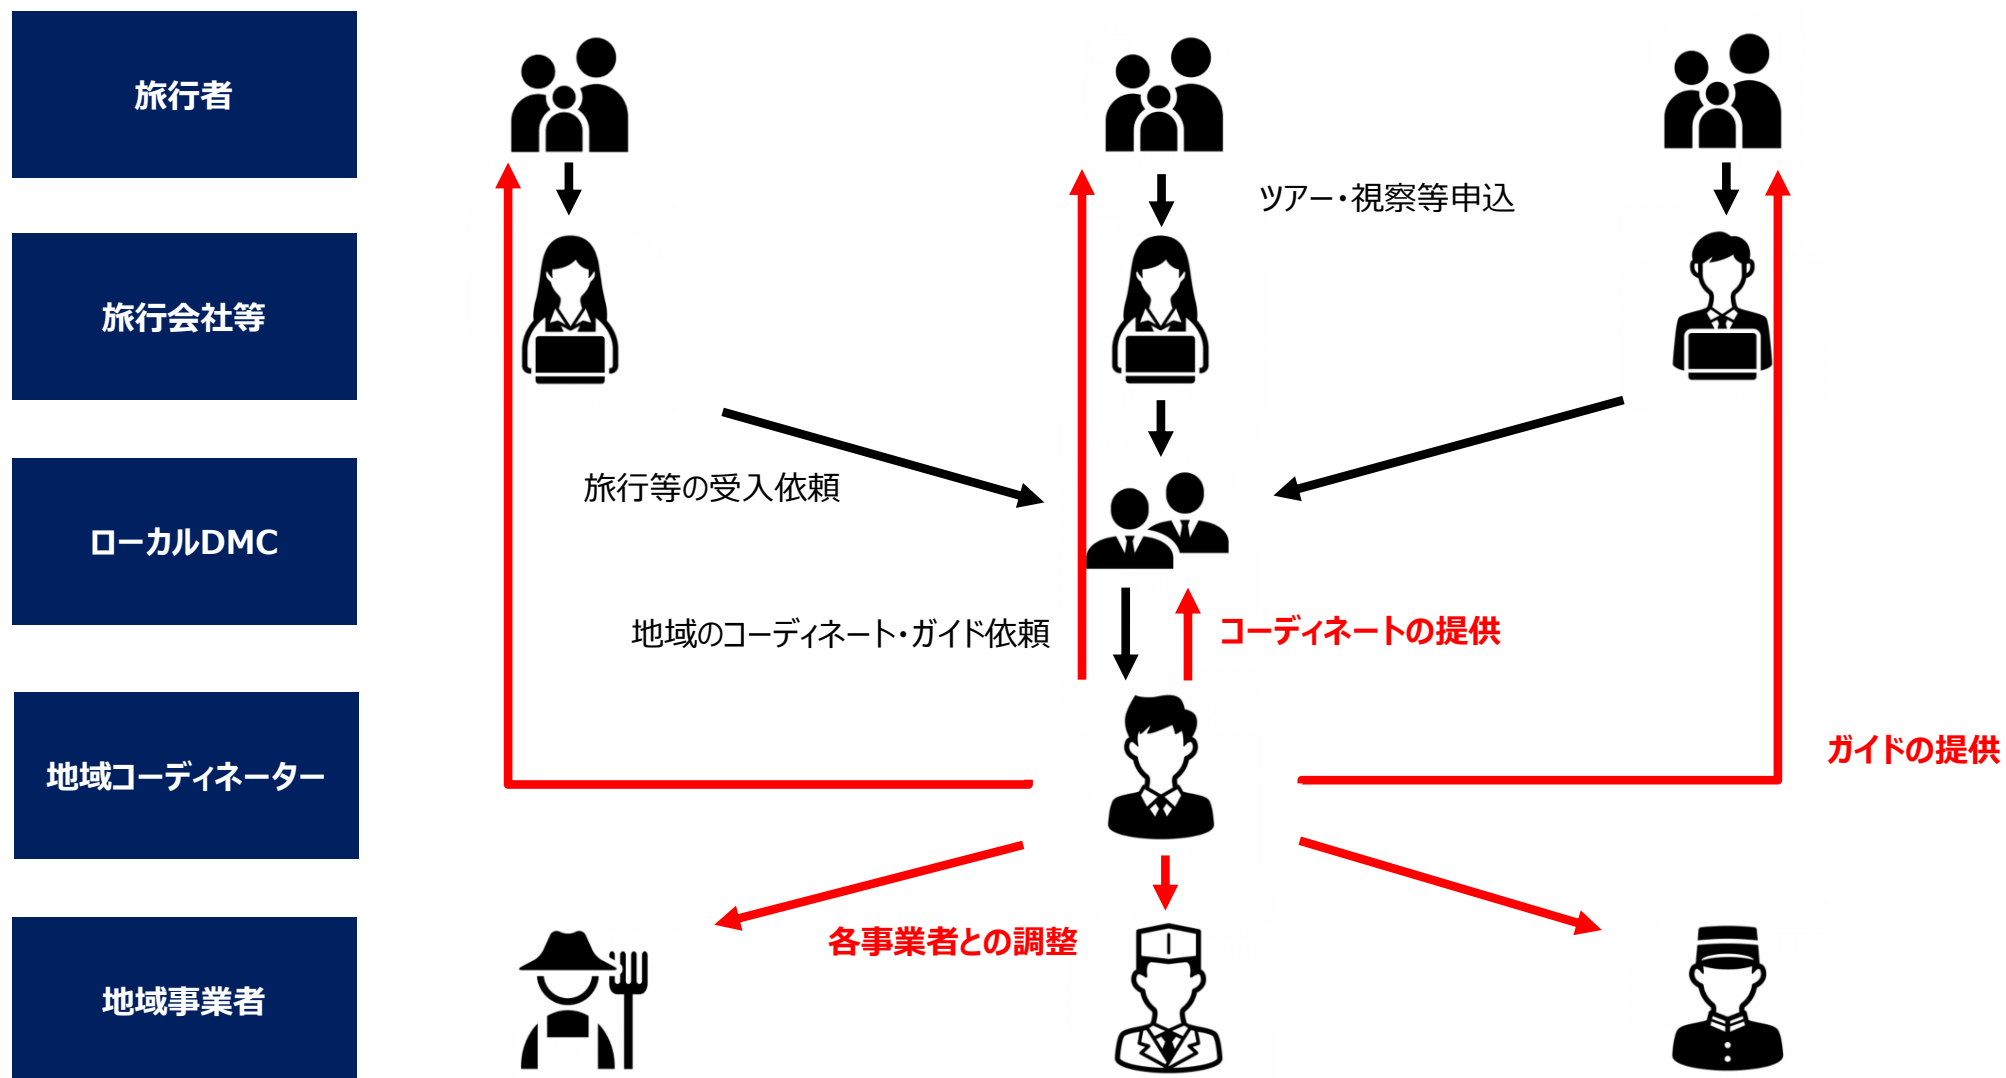 旅行者
ツアー・視察等申込
旅行会社等
旅行等の受入依頼
ローカルDMC
地域のコーディネート・ガイド依頼
コーディネートの提供
地域コーディネーター
ガイドの提供
各事業者との調整
地域事業者